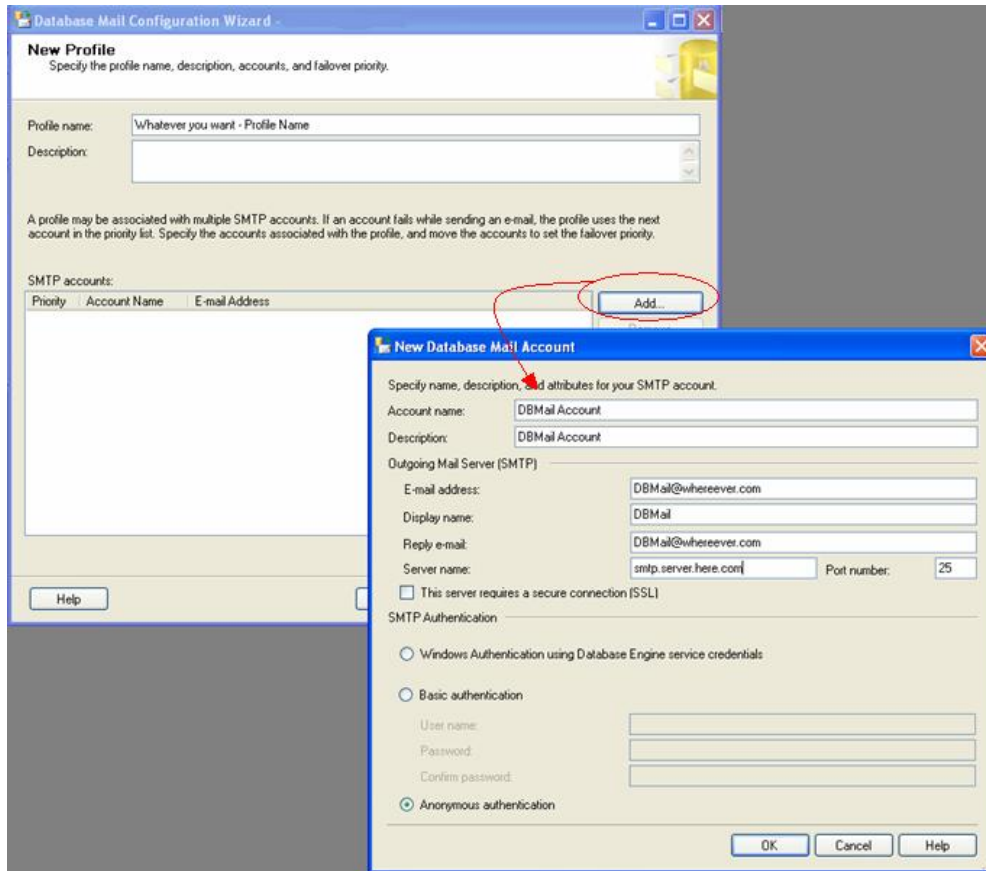 Database Mail Configuration Wizard -
New Profile
Specify the profile name, description, accounts, and failover priority.
Profile name:
Whatever you want - Profile Name
Description:
A profile may be associated with multiple SMTP accounts. If an account fails while sending an e-mail, the profile uses the next
account in the priority list. Specify the accounts associated with the profile, and move the accounts to set the failover priority.
SMTP accounts:
Priority Account Name E-mail Address
Add...
Help
New Database Mail Account
Specify name, description, and attributes for your SMTP account.
Account name: DBMail Account
Description: DBMail Account
Outgoing Mail Server (SMTP)
E-mail address: DBMail@whereever.com
Display name: DBMail
Reply e-mail: DBMail@whereever.com
Server name: smtp.server.here.com Port number: 25
This server requires a secure connection (SSL)
SMTP Authentication
Windows Authentication using Database Engine service credentials
Basic authentication
User name:
Password:
Confirm password:
Anonymous authentication
OK Cancel Help